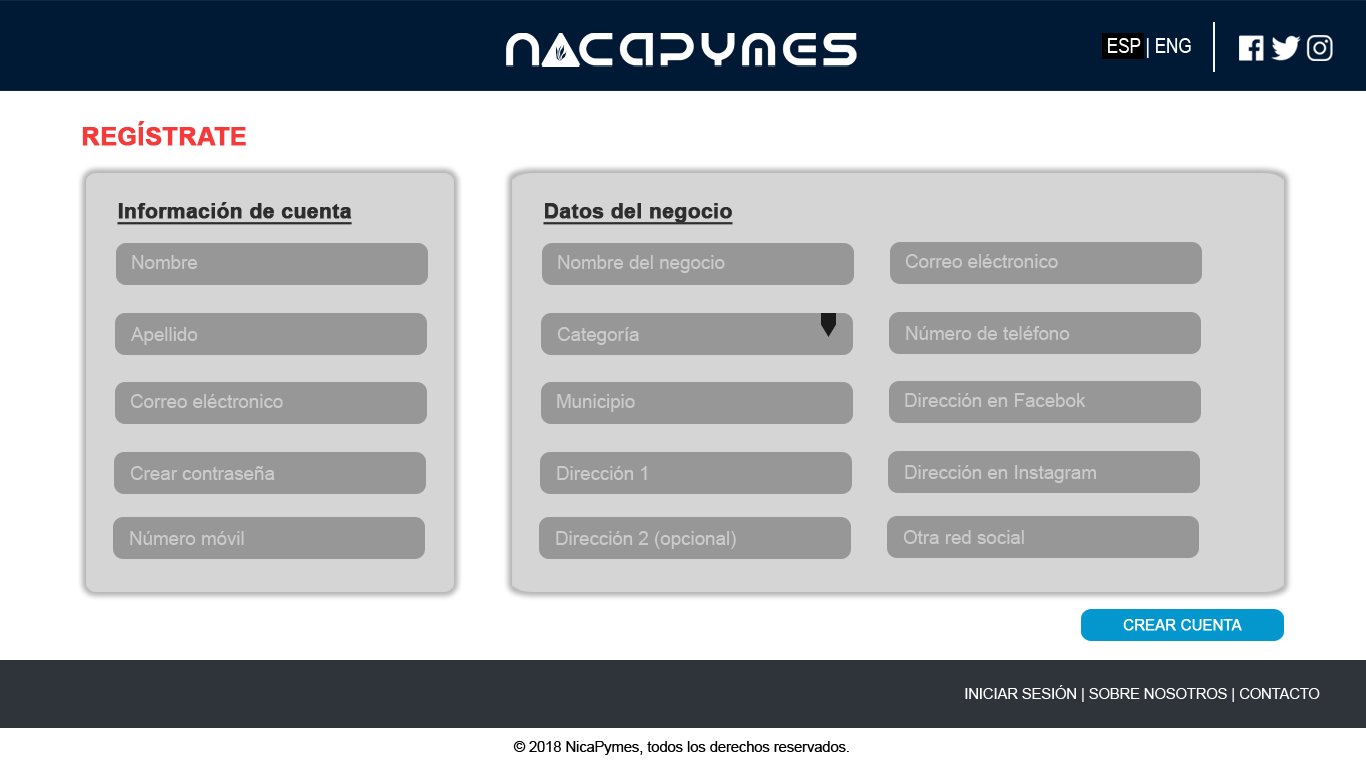 NICAPYMES
ESP | ENG
REGÍSTRATE
Información de cuenta
Nombre
Apellido
Correo eléctronico
Crear contraseña
Número móvil
Datos del negocio
Nombre del negocio
Categoría
Municipio
Dirección 1
Dirección 2 (opcional)
Correo eléctronico
Número de teléfono
Dirección en Facebok
Dirección en Instagram
Otra red social
CREAR CUENTA
INICIAR SESIÓN | SOBRE NOSOTROS | CONTACTO
© 2018 NicaPymes, todos los derechos reservados.